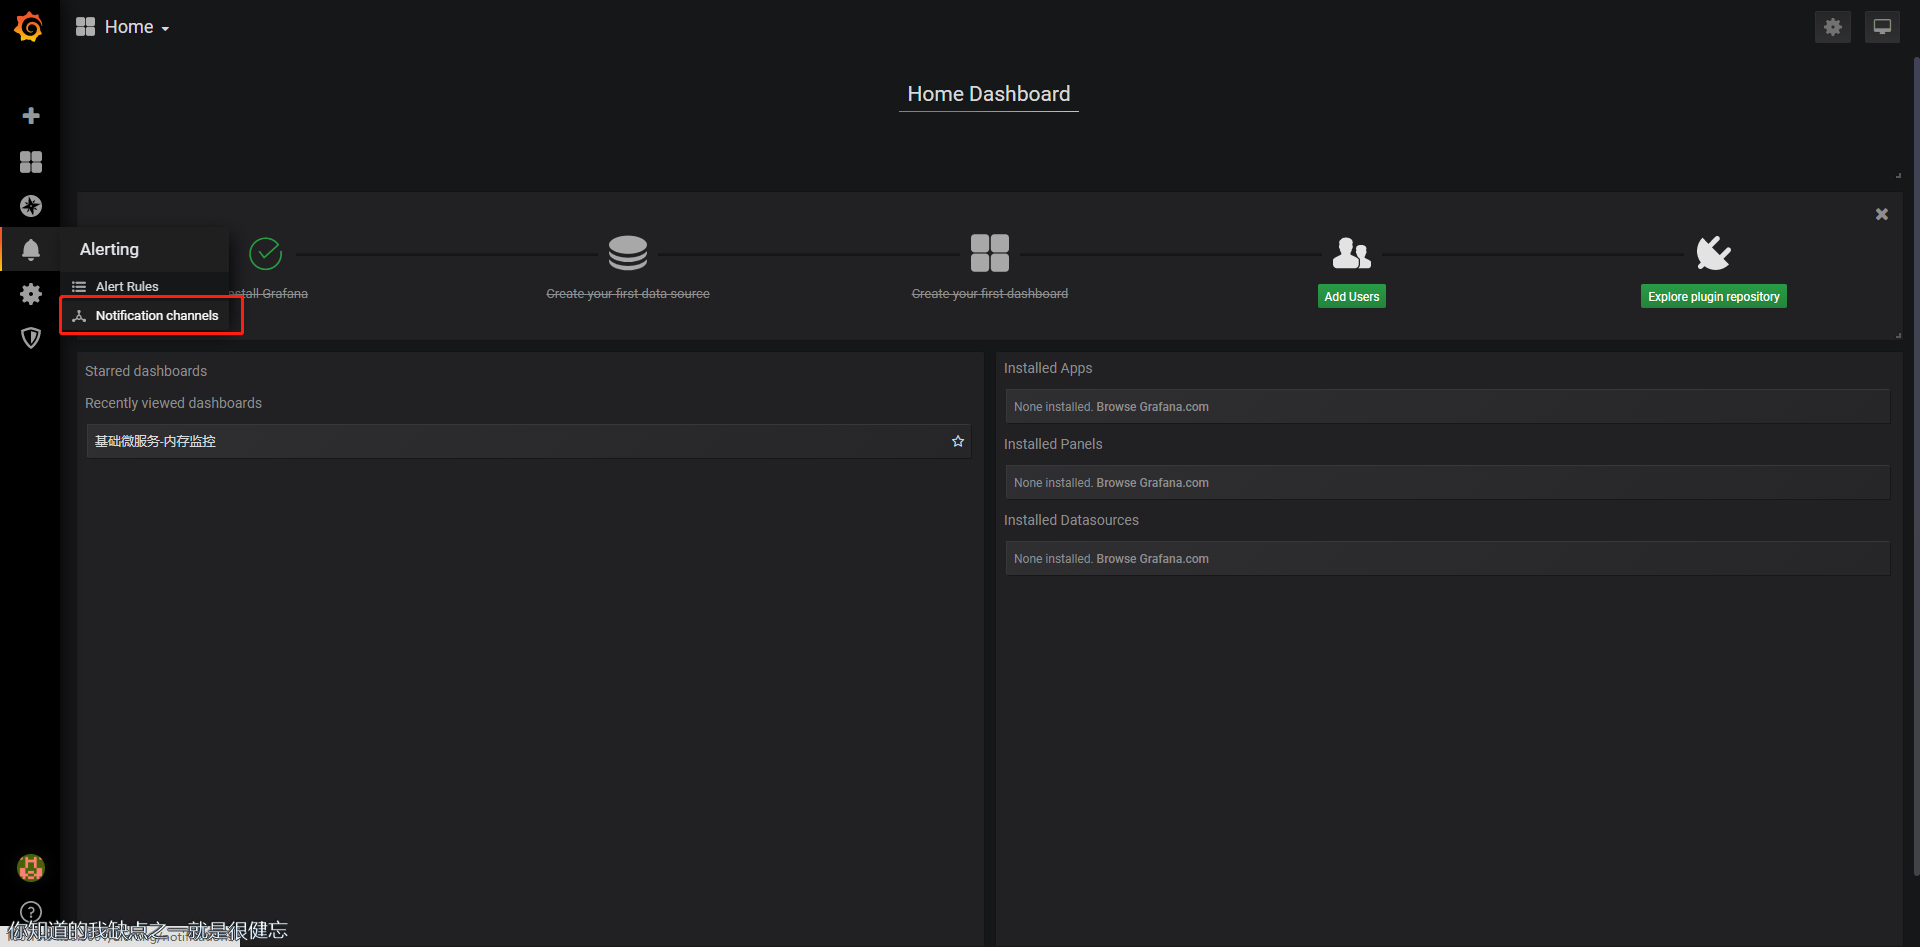 Home
Home Dashboard
Alerting
Alert Rules
Notification channels
stall Grafana
Create your first data source
Create your first dashboard
Add Users
Explore plugin repository
Starred dashboards
Recently viewed dashboards
基础微服务-内存监控
Installed Apps
None installed. Browse Grafana.com
Installed Panels
None installed. Browse Grafana.com
Installed Datasources
None installed. Browse Grafana.com
你知道的我缺点之一就是很健忘